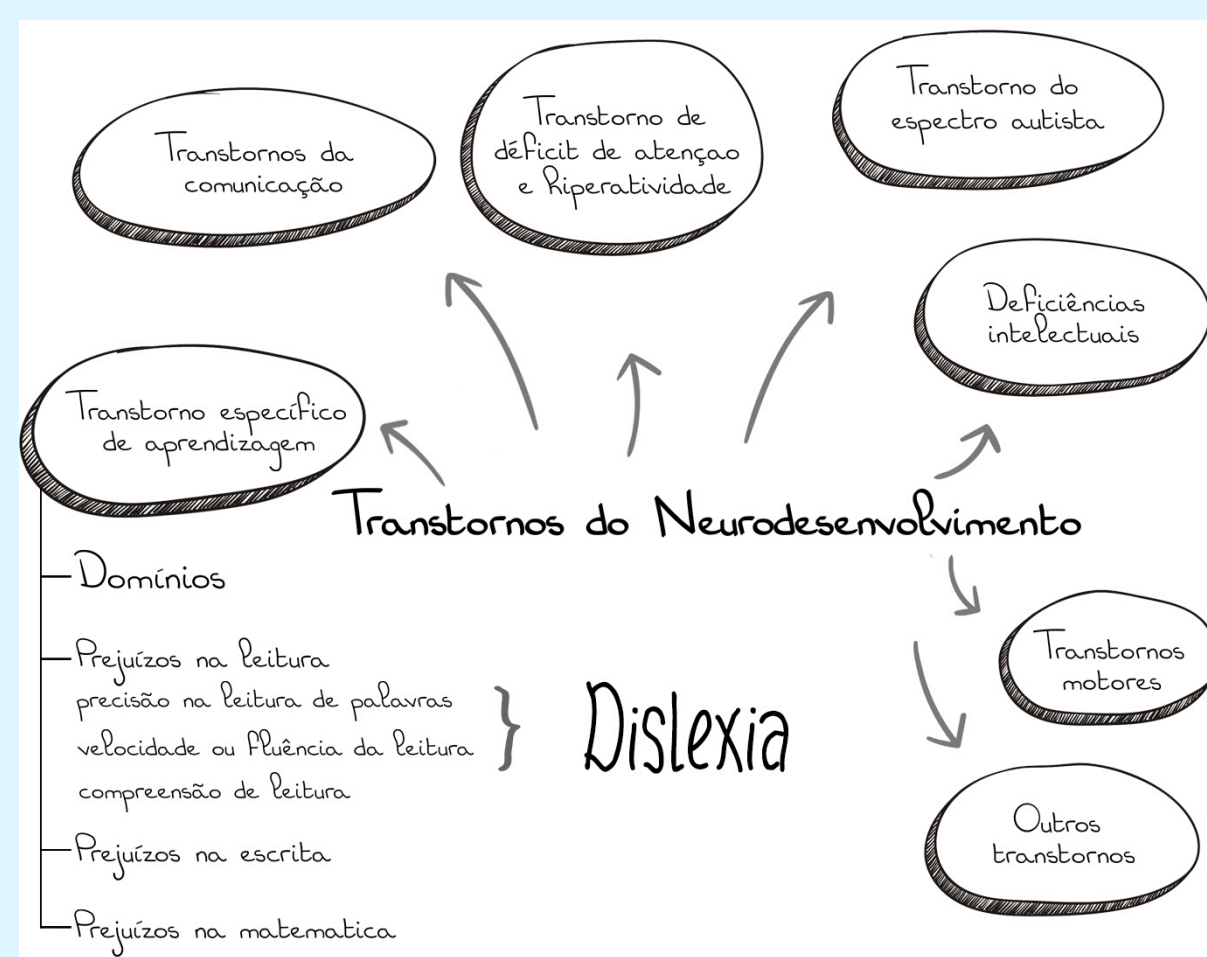 Transtornos da
comunicação
Transtorno de
déficit de atençao
e hiperatividade
Transtorno do
espectro autista
Deficiências
intelectuais
Transtorno específico
de aprendizagem
Transtornos do Neurodesenvolvimento
Domínios
Prejuízos na leitura
precisão na leitura de palavras
velocidade ou fluência da leitura
compreensão de leitura
Dislexia
Prejuízos na escrita
Prejuízos na matematica
Transtornos
motores
Outros
transtornos